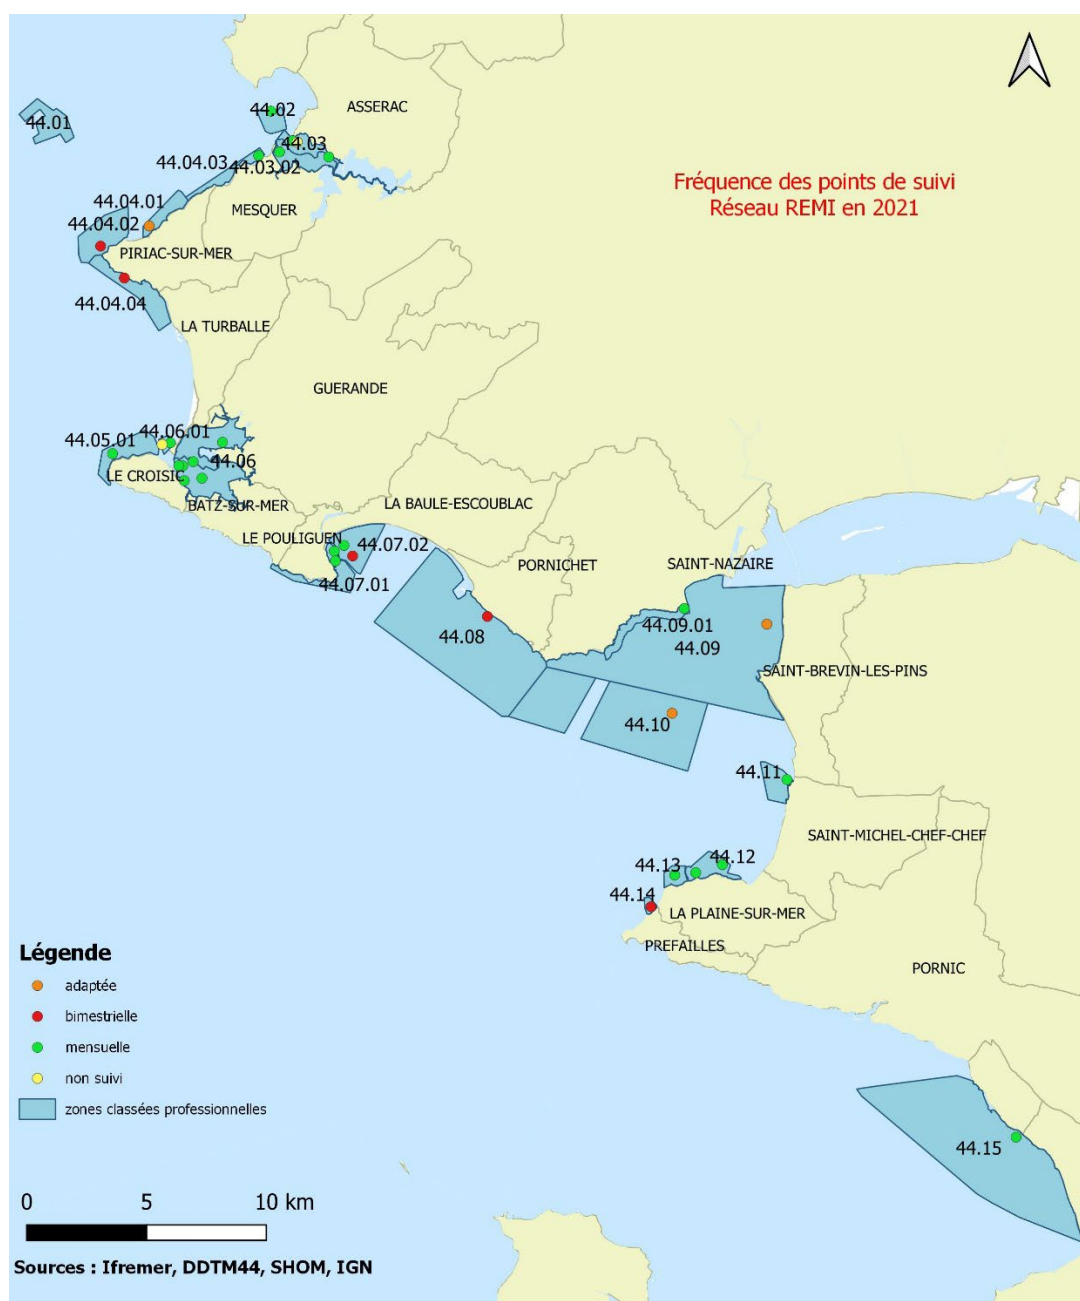 44.02
ASSERAC
44.01
44.03
44.04.03
44.03.02
Fréquence des points de suivi
Réseau REMI en 2021
44.04.01
MESQUER
44.04.02
PIRIAC-SUR-MER
44.04.04
LA TURBALLE
GUERANDE
44.06.01
44.05.01
44.06
LE CROISIC
BATZ-SUR-MER
LA BAULE-ESCOUBLAC
LE POULIGUEN
44.07.02
PORNICHET
SAINT-NAZAIRE
44.07.01
44.09.01
44.08
44.09
SAINT-BREVIN-LES-PINS
44.10
44.11
SAINT-MICHEL-CHEF-CHEF
44.12
44.13
44.14
LA PLAINE-SUR-MER
PREFAILLES
PORNIC
Légende
adaptée
bimestrielle
mensuelle
non suivi
zones classées professionnelles
44.15
0 5 10 km
Sources : Ifremer, DDTM44, SHOM, IGN